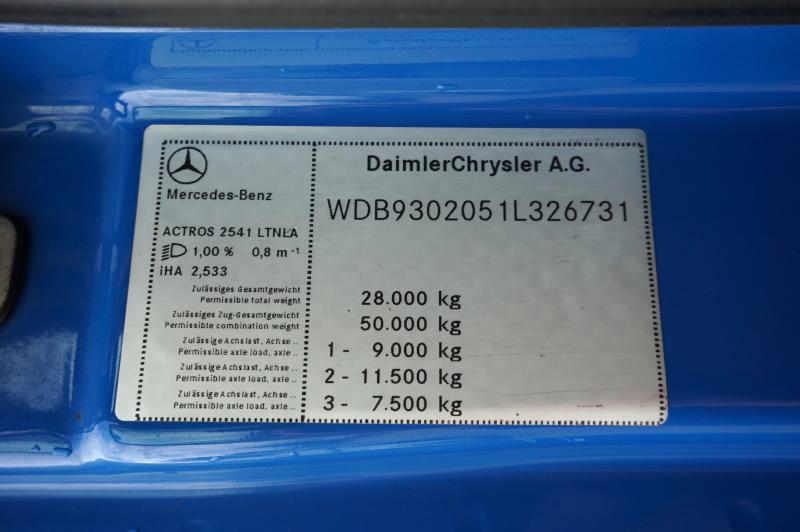 Mercedes-Benz
DaimlerChrysler A.G.
WDB9302051L326731
ACTROS 2541 LTNLA
1,00 % 0,8 m⁻¹
iHA 2,533
Zulässiges Gesamtgewicht
Permissible total weight
28.000 kg
Zulässiges Zug-Gesamtgewicht
Permissible combination weight
50.000 kg
Zulässige Achslast, Achse ..
Permissible axle load, axle ..
1 - 9.000 kg
Zulässige Achslast, Achse ..
Permissible axle load, axle ..
2 - 11.500 kg
Zulässige Achslast, Achse ..
Permissible axle load, axle ..
3 - 7.500 kg